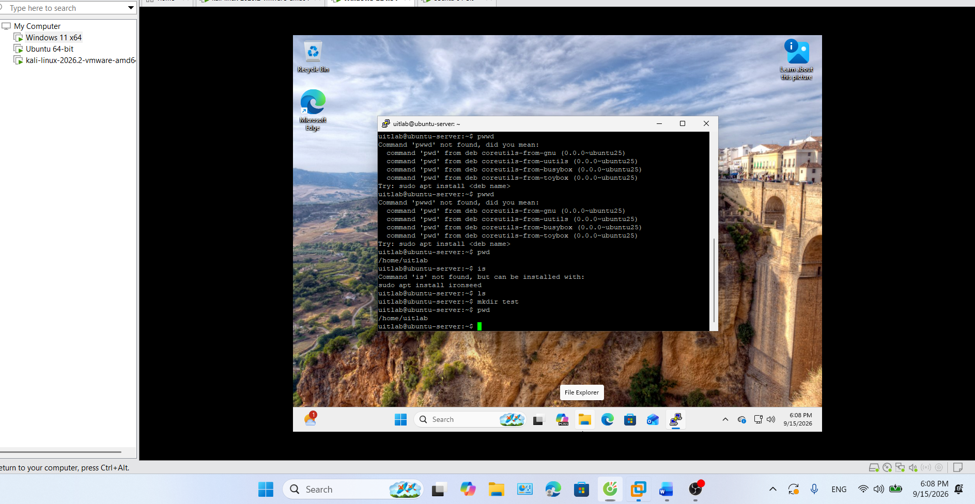 Type here to search
My Computer
Windows 11 x64
Ubuntu 64-bit
kali-linux-2026.2-vmware-amd6
Recycle Bin
Microsoft
Edge
Learn about
this picture
uitlab@ubuntu-server: ~
uitlab@ubuntu-server:~$ pwwd
Command 'pwwd' not found, did you mean:
command 'pwd' from deb coreutils-from-gnu (0.0.0-ubuntu25)
command 'pwd' from deb coreutils-from-uutils (0.0.0-ubuntu25)
command 'pwd' from deb coreutils-from-busybox (0.0.0-ubuntu25)
command 'pwd' from deb coreutils-from-toybox (0.0.0-ubuntu25)
Try: sudo apt install <deb name>
uitlab@ubuntu-server:~$ pwwd
Command 'pwwd' not found, did you mean:
command 'pwd' from deb coreutils-from-gnu (0.0.0-ubuntu25)
command 'pwd' from deb coreutils-from-uutils (0.0.0-ubuntu25)
command 'pwd' from deb coreutils-from-busybox (0.0.0-ubuntu25)
command 'pwd' from deb coreutils-from-toybox (0.0.0-ubuntu25)
Try: sudo apt install <deb name>
uitlab@ubuntu-server:~$ pwd
/home/uitlab
uitlab@ubuntu-server:~$ is
Command 'is' not found, but can be installed with:
sudo apt install ironseed
uitlab@ubuntu-server:~$ ls
uitlab@ubuntu-server:~$ mkdir test
uitlab@ubuntu-server:~$ pwd
/home/uitlab
uitlab@ubuntu-server:~$
File Explorer
1
Search
6:08 PM
9/15/2026
eturn to your computer, press Ctrl+Alt.
Search
ENG
6:08 PM
9/15/2026